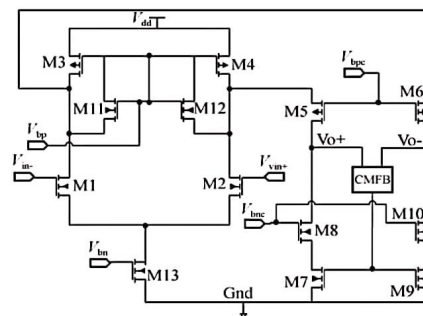 Vdd
M3
M4
Vbpc
M11
M12
M5
M6
Vbp
Vo+
Vo-
Vin-
M1
M2
Vvin+
CMFB
Vbnc
M8
M10
Vbn
M13
M7
M9
Gnd